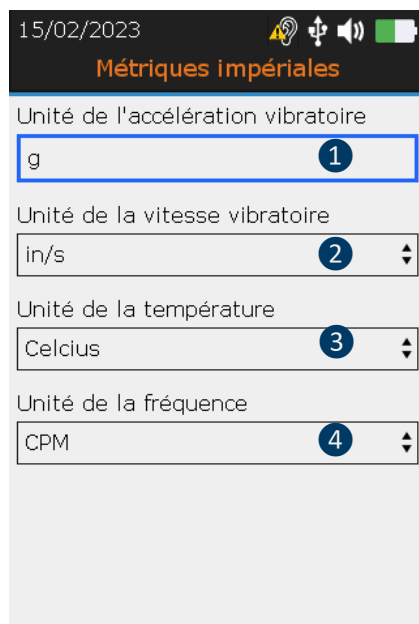 15/02/2023
Métriques impériales
Unité de l'accélération vibratoire
g 1
Unité de la vitesse vibratoire
in/s 2
Unité de la température
Celcius 3
Unité de la fréquence
CPM 4